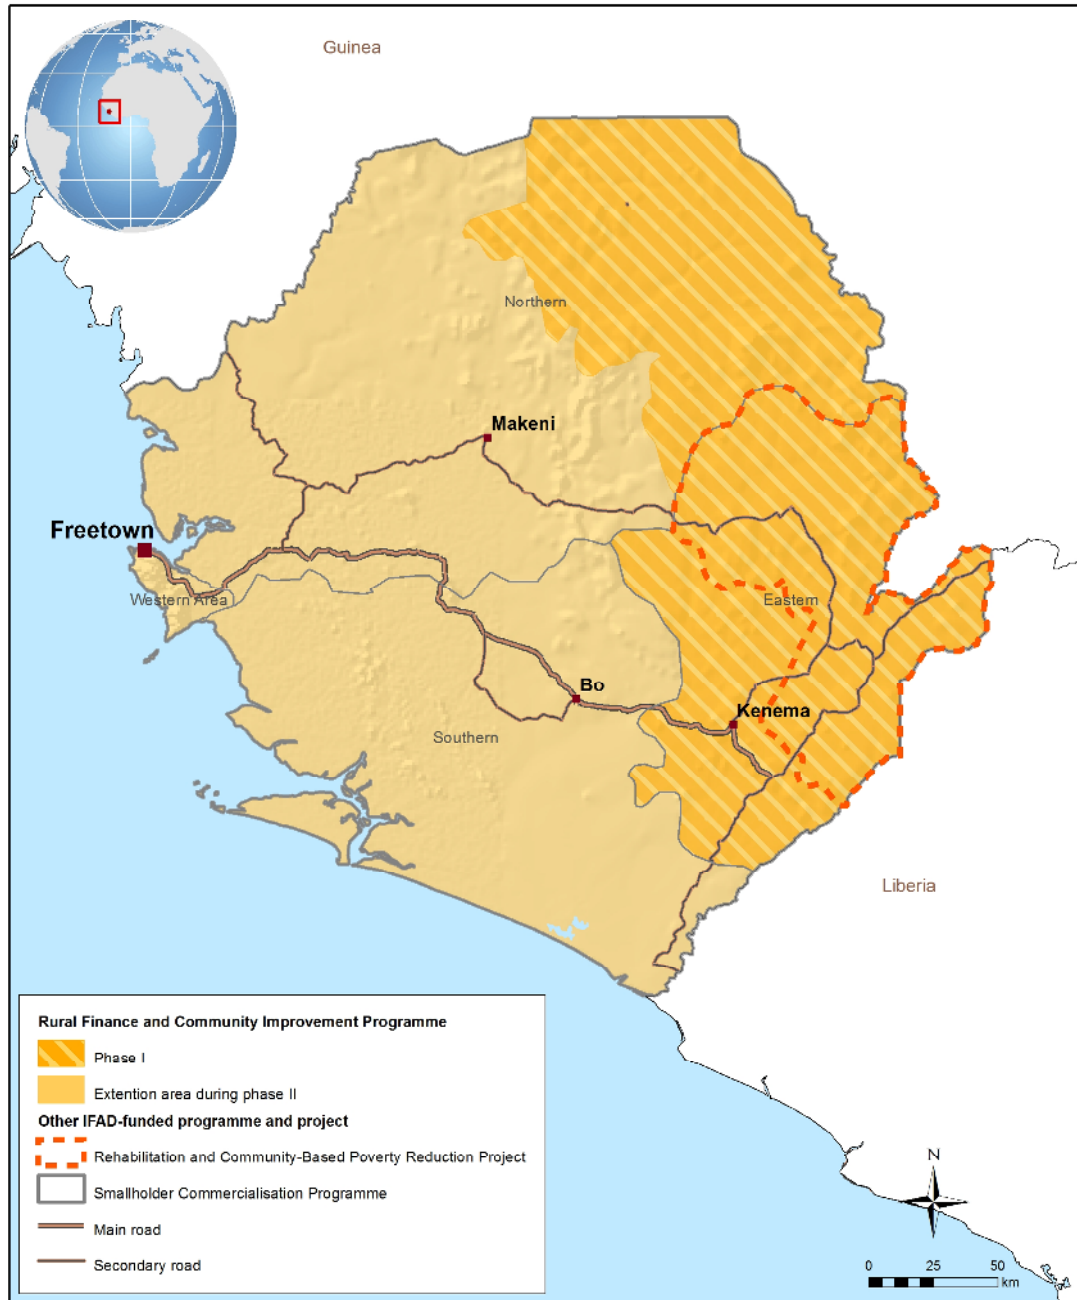 Guinea
Northern
Makeni
Freetown
Western Area
Eastern
Bo
Kenema
Southern
Liberia
Rural Finance and Community Improvement Programme
Phase I
Extention area during phase II
Other IFAD-funded programme and project
Rehabilitation and Community-Based Poverty Reduction Project
Smallholder Commercialisation Programme
Main road
Secondary road
N
0 25 50
km